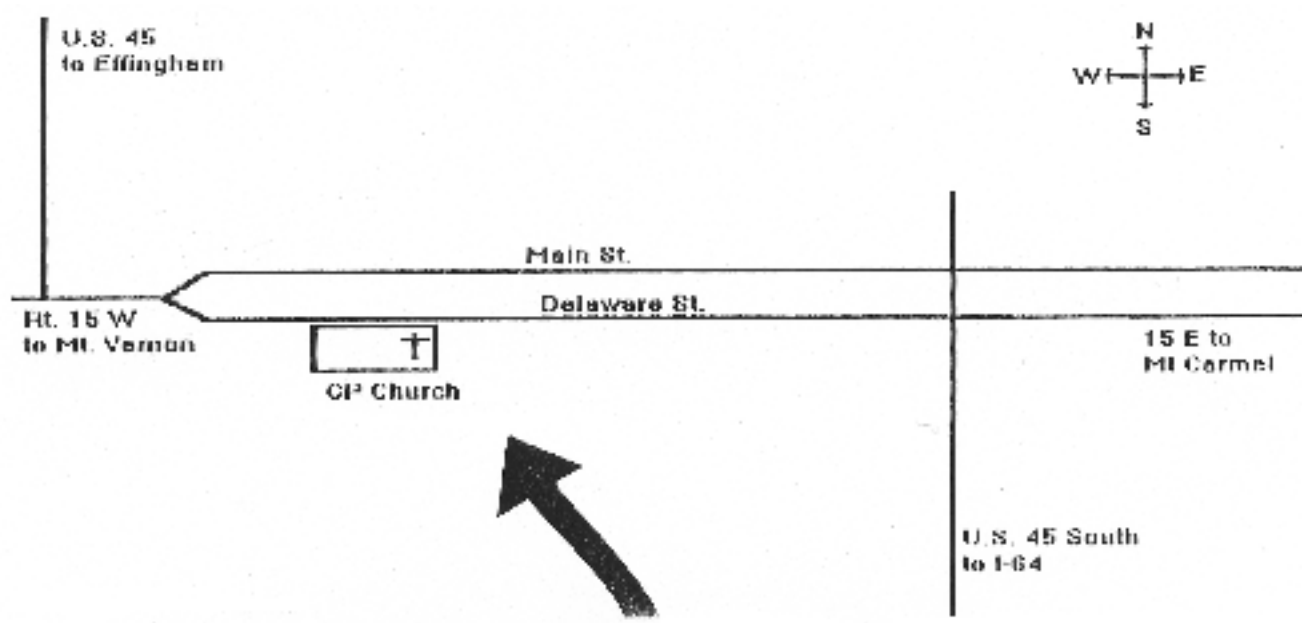 U.S. 45
to Effingham
N
W E
S
Main St.
Delaware St.
Rt. 15 W
to Mt. Vernon
15 E to
Mt Carmel
CP Church
U.S. 45 South
to I-64